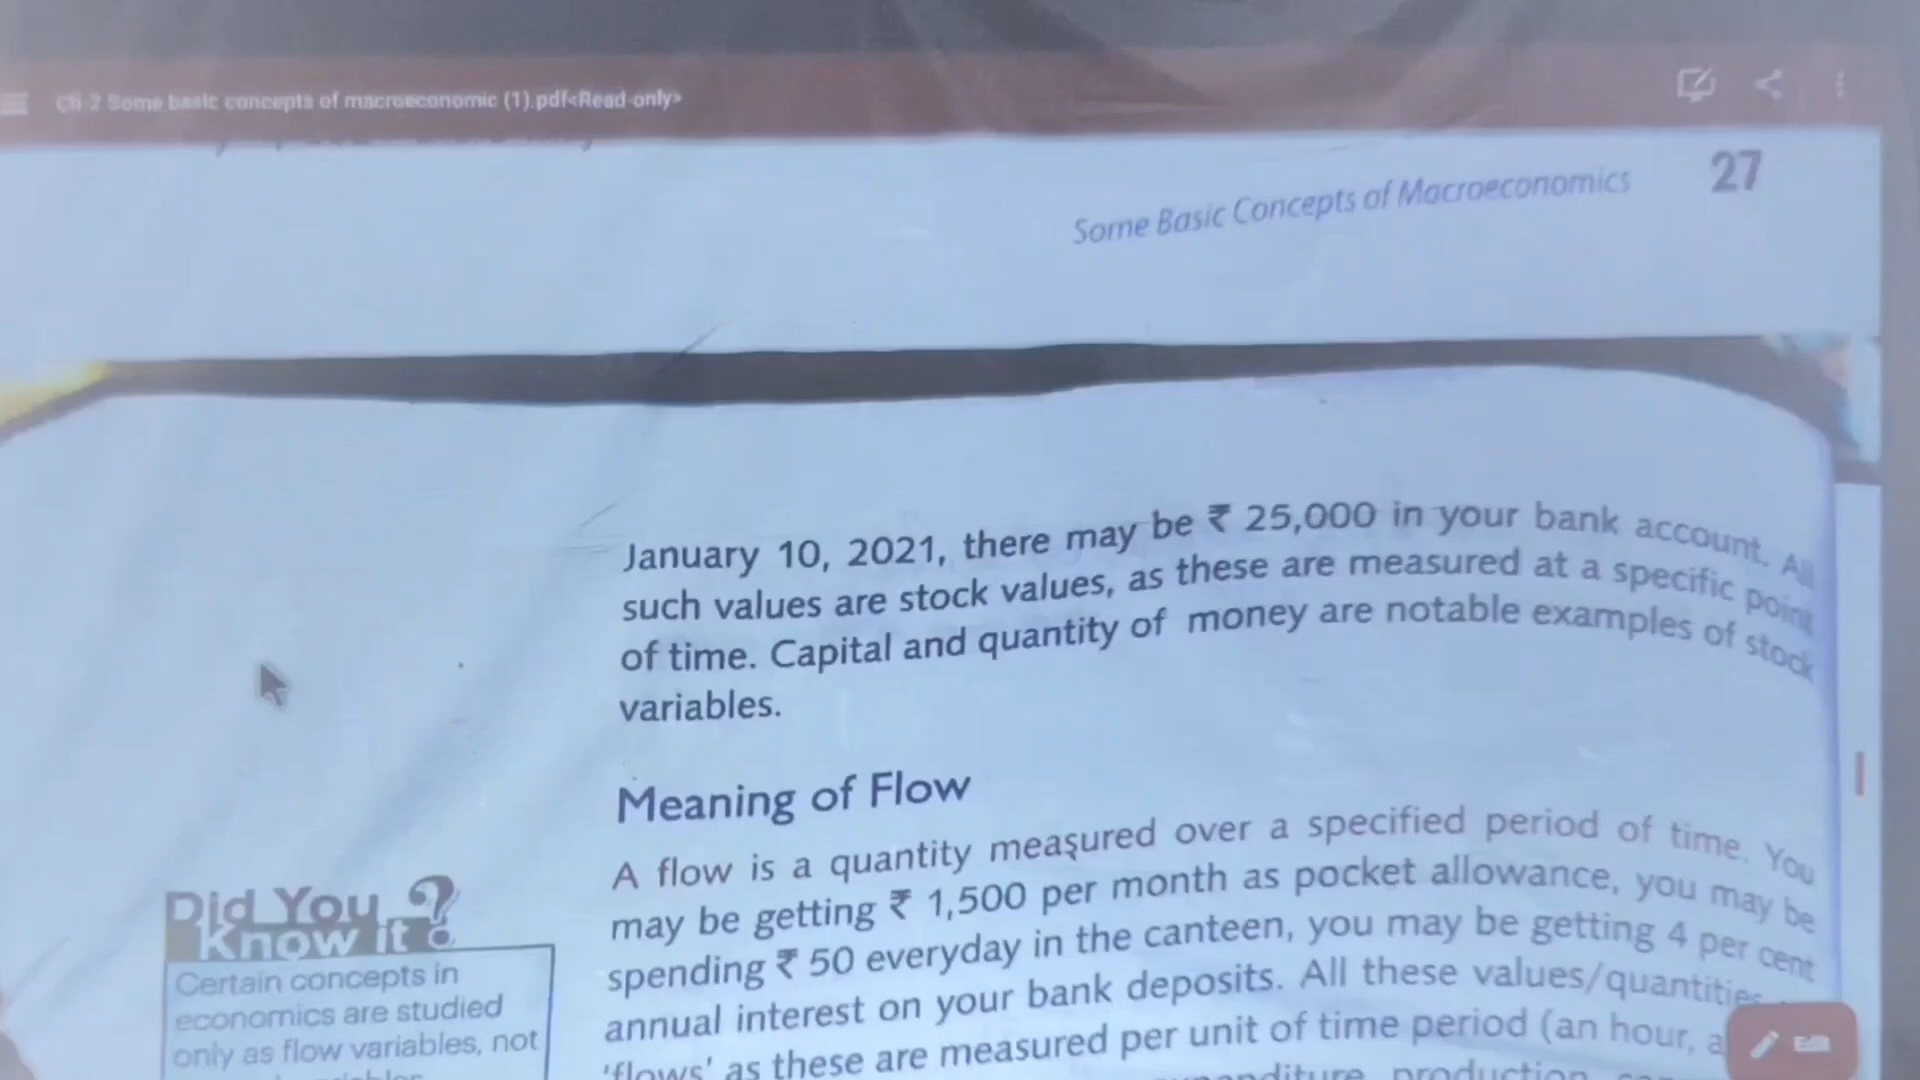 Ch-2 Some basic concepts of macroeconomic (1).pdf<Read-only>
Some Basic Concepts of Macroeconomics
27
January 10, 2021, there may be ₹ 25,000 in your bank account. All
such values are stock values, as these are measured at a specific point
of time. Capital and quantity of money are notable examples of stock
variables.
Meaning of Flow
A flow is a quantity measured over a specified period of time. You
may be getting ₹ 1,500 per month as pocket allowance, you may be
spending ₹ 50 everyday in the canteen, you may be getting 4 per cent
annual interest on your bank deposits. All these values/quantities
'flows' as these are measured per unit of time period (an hour, a
production
Did You
Know it ?
Certain concepts in
economics are studied
only as flow variables, not
Edit